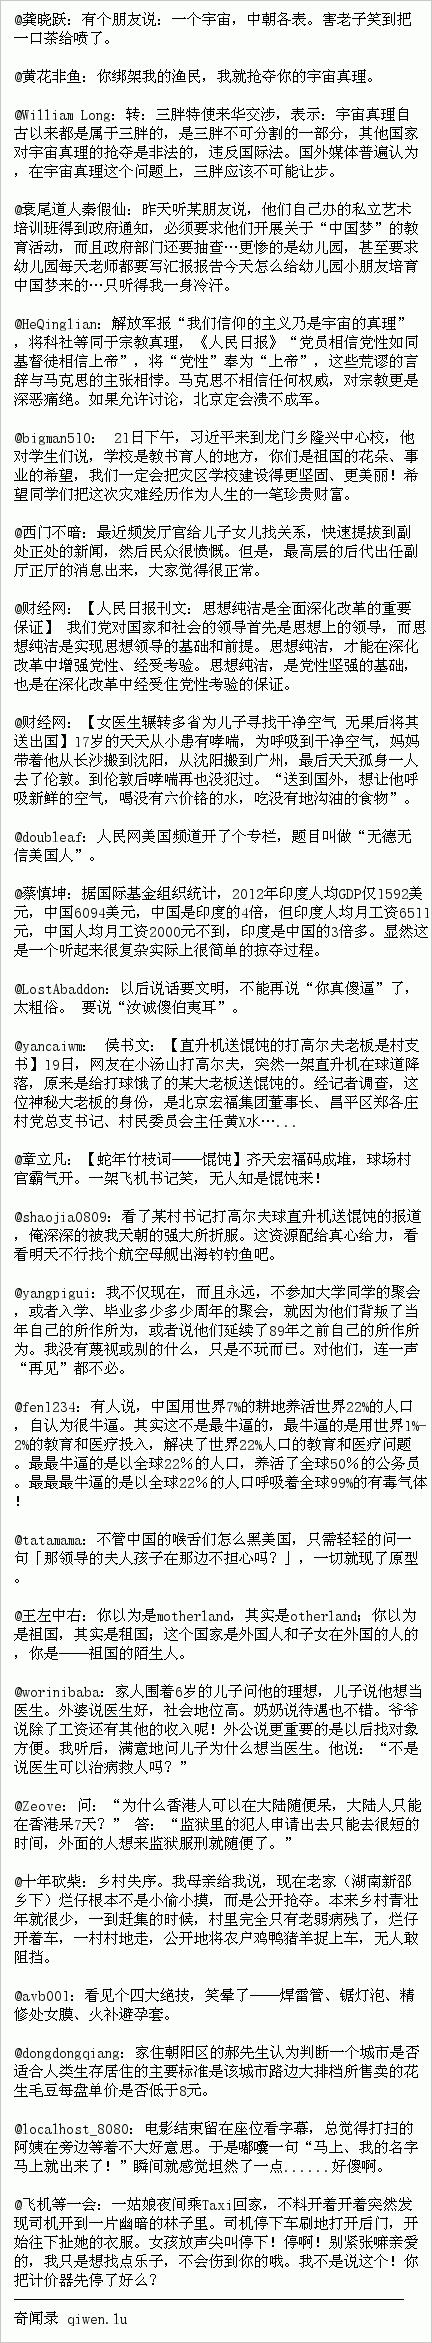 @龚晓跃：有个朋友说：一个宇宙，中朝各表。害老子笑到把
一口茶给喷了。
@黄花非鱼：你绑架我的渔民，我就抢夺你的宇宙真理。
@William Long：转：三胖特使来华交涉，表示：宇宙真理自
古以来都是属于三胖的，是三胖不可分割的一部分，其他国家
对宇宙真理的抢夺是非法的，违反国际法。国外媒体普遍认为
，在宇宙真理这个问题上，三胖应该不可能让步。
@衰尾道人秦假仙：昨天听某朋友说，他们自己办的私立艺术
培训班得到政府通知，必须要求他们开展关于“中国梦”的教
育活动，而且政府部门还要抽查…更惨的是幼儿园，甚至要求
幼儿园每天老师都要写汇报报告今天怎么给幼儿园小朋友培育
中国梦来的…只听得我一身冷汗。
@HeQinglian：解放军报“我们信仰的主义乃是宇宙的真理”
，将科社等同于宗教真理，《人民日报》“党员相信党性如同
基督徒相信上帝”，将“党性”奉为“上帝”，这些荒谬的言
辞与马克思的主张相悖。马克思不相信任何权威，对宗教更是
深恶痛绝。如果允许讨论，北京定会溃不成军。
@bigman510： 21日下午，习近平来到龙门乡隆兴中心校，他
对学生们说，学校是教书育人的地方，你们是祖国的花朵、事
业的希望，我们一定会把灾区学校建设得更坚固、更美丽！希
望同学们把这次灾难经历作为人生的一笔珍贵财富。
@西门不暗：最近频发厅官给儿子女儿找关系，快速提拔到副
处正处的新闻，然后民众很愤慨。但是，最高层的后代出任副
厅正厅的消息出来，大家觉得很正常。
@财经网：【人民日报刊文：思想纯洁是全面深化改革的重要
保证】 我们党对国家和社会的领导首先是思想上的领导，而思
想纯洁是实现思想领导的基础和前提。思想纯洁，才能在深化
改革中增强党性、经受考验。思想纯洁，是党性坚强的基础，
也是在深化改革中经受住党性考验的保证。
@财经网：【女医生辗转多省为儿子寻找干净空气 无果后将其
送出国】17岁的天天从小患有哮喘，为呼吸到干净空气，妈妈
带着他从长沙搬到沈阳，从沈阳搬到广州，最后天天孤身一人
去了伦敦。到伦敦后哮喘再也没犯过。“送到国外，想让他呼
吸新鲜的空气，喝没有六价铬的水，吃没有地沟油的食物”。
@doubleaf：人民网美国频道开了个专栏，题目叫做“无德无
信美国人”。
@蔡慎坤：据国际基金组织统计，2012年印度人均GDP仅1592美
元，中国6094美元，中国是印度的4倍，但印度人均月工资6511
元，中国人均月工资2000元不到，印度是中国的3倍多。显然这
是一个听起来很复杂实际上很简单的掠夺过程。
@LostAbaddon：以后说话要文明，不能再说“你真傻逼”了，
太粗俗。 要说“汝诚傻伯夷耳”。
@yancaiwm： 侯书文：【直升机送馄饨的打高尔夫老板是村支
书】19日，网友在小汤山打高尔夫，突然一架直升机在球道降
落，原来是给打球饿了的某大老板送馄饨的。经记者调查，这
位神秘大老板的身份，是北京宏福集团董事长、昌平区郑各庄
村党总支书记、村民委员会主任黄X水…...
@章立凡：【蛇年竹枝词——馄饨】齐天宏福码成堆，球场村
官霸气开。一架飞机书记笑，无人知是馄饨来！
@shaojia0809：看了某村书记打高尔夫球直升机送馄饨的报道
，俺深深的被我天朝的强大所折服。这资源配给真心给力，看
看明天不行找个航空母舰出海钓钓鱼吧。
@yangpigui：我不仅现在，而且永远，不参加大学同学的聚会
，或者入学、毕业多少多少周年的聚会，就因为他们背叛了当
年自己的所作所为，或者说他们延续了89年之前自己的所作所
为。我没有蔑视或别的什么，只是不玩而已。对他们，连一声
“再见”都不必。
@fen1234：有人说，中国用世界7%的耕地养活世界22%的人口
，自认为很牛逼。其实这不是最牛逼的，最牛逼的是用世界1%-
2%的教育和医疗投入，解决了世界22%人口的教育和医疗问题
。最最牛逼的是以全球22％的人口，养活了全球50％的公务员
。最最最牛逼的是以全球22％的人口呼吸着全球99%的有毒气体
！
@tatamama：不管中国的喉舌们怎么黑美国，只需轻轻的问一
句「那领导的夫人孩子在那边不担心吗？」，一切就现了原型
。
@王左中右：你以为是motherland，其实是otherland；你以为
是祖国，其实是租国；这个国家是外国人和子女在外国的人的
，你是——祖国的陌生人。
@worinibaba：家人围着6岁的儿子问他的理想，儿子说他想当
医生。外婆说医生好，社会地位高。奶奶说待遇也不错。爷爷
说除了工资还有其他的收入呢！外公说更重要的是以后找对象
方便。我听后，满意地问儿子为什么想当医生。他说：“不是
说医生可以治病救人吗？”
@Zeove：问：“为什么香港人可以在大陆随便呆，大陆人只能
在香港呆7天？” 答：“监狱里的犯人申请出去只能去很短的
时间，外面的人想来监狱服刑就随便了。”
@十年砍柴：乡村失序。我母亲给我说，现在老家（湖南新邵
乡下）烂仔根本不是小偷小摸，而是公开抢夺。本来乡村青壮
年就很少，一到赶集的时候，村里完全只有老弱病残了，烂仔
开着车，一村村地走，公开地将农户鸡鸭猪羊捉上车，无人敢
阻挡。
@avb001：看见个四大绝技，笑晕了——焊雷管、锯灯泡、精
修处女膜、火补避孕套。
@dongdongqiang：家住朝阳区的郝先生认为判断一个城市是否
适合人类生存居住的主要标准是该城市路边大排档所售卖的花
生毛豆每盘单价是否低于8元。
@localhost_8080：电影结束留在座位看字幕，总觉得打扫的
阿姨在旁边等着不大好意思。于是嘟囔一句“马上、我的名字
马上就出来了！”瞬间就感觉坦然了一点......好傻啊。
@飞机等一会：一姑娘夜间乘Taxi回家，不料开着开着突然发
现司机开到一片幽暗的林子里。司机停下车刷地打开后门，开
始往下扯她的衣服。女孩放声尖叫停下！停啊！别紧张嘛亲爱
的，我只是想找点乐子，不会伤到你的哦。我不是说这个！你
把计价器先停了好么？
奇闻录 qiwen.lu